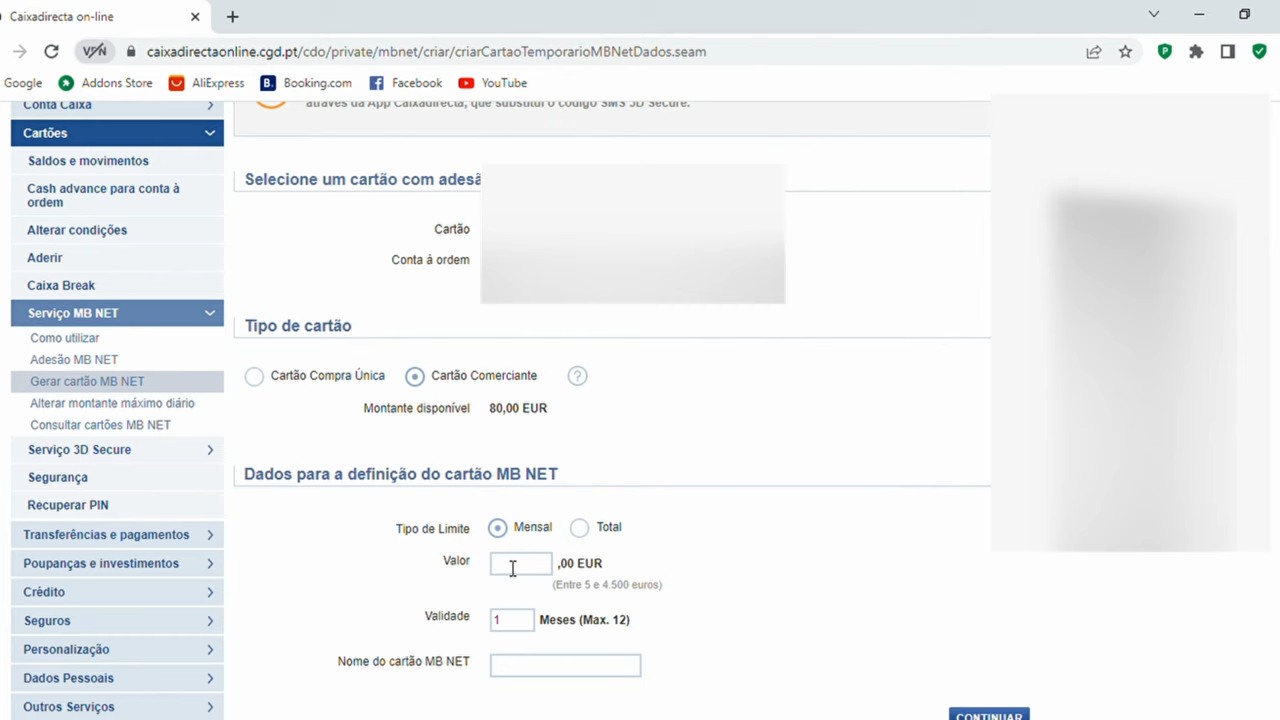 Caixadirecta on-line
VPN
caixadirectaonline.cgd.pt/cdo/private/mbnet/criar/criarCartaoTemporarioMBNetDados.seam
Google Addons Store AliExpress B. Booking.com Facebook YouTube
Conta Caixa
Cartões
Saldos e movimentos
Cash advance para conta à
ordem
Alterar condições
Aderir
Caixa Break
Serviço MB NET
Como utilizar
Adesão MB NET
Gerar cartão MB NET
Alterar montante máximo diário
Consultar cartões MB NET
Serviço 3D Secure
Segurança
Recuperar PIN
Transferências e pagamentos
Poupanças e investimentos
Crédito
Seguros
Personalização
Dados Pessoais
Outros Serviços
através da App Caixadirecta, que substitui o código SMS 3D Secure.
Selecione um cartão com
Cartão
Conta á ordem
Tipo de cartão
Cartão Compra Única Cartão Comerciante ?
Montante disponível 80,00 EUR
Dados para a definição do cartão MB NET
Tipo de Limite Mensal Total
Valor ,00 EUR
(Entre 5 e 4.500 euros)
Validade 1 Meses (Max. 12)
Nome do cartão MB NET
CONTINUAR